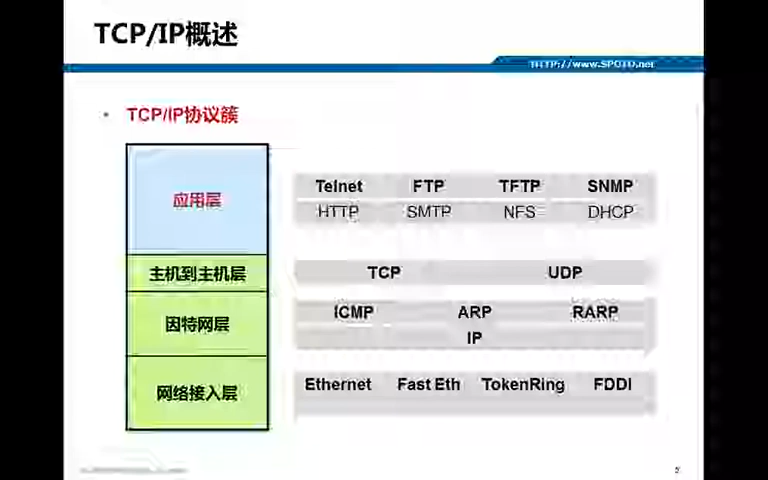 TCP/IP概述
HTTP://www.SPOTO.net
• TCP/IP协议簇
应用层
Telnet FTP TFTP SNMP
HTTP SMTP NFS DHCP
主机到主机层
TCP UDP
因特网层
ICMP ARP RARP
IP
网络接入层
Ethernet Fast Eth TokenRing FDDI